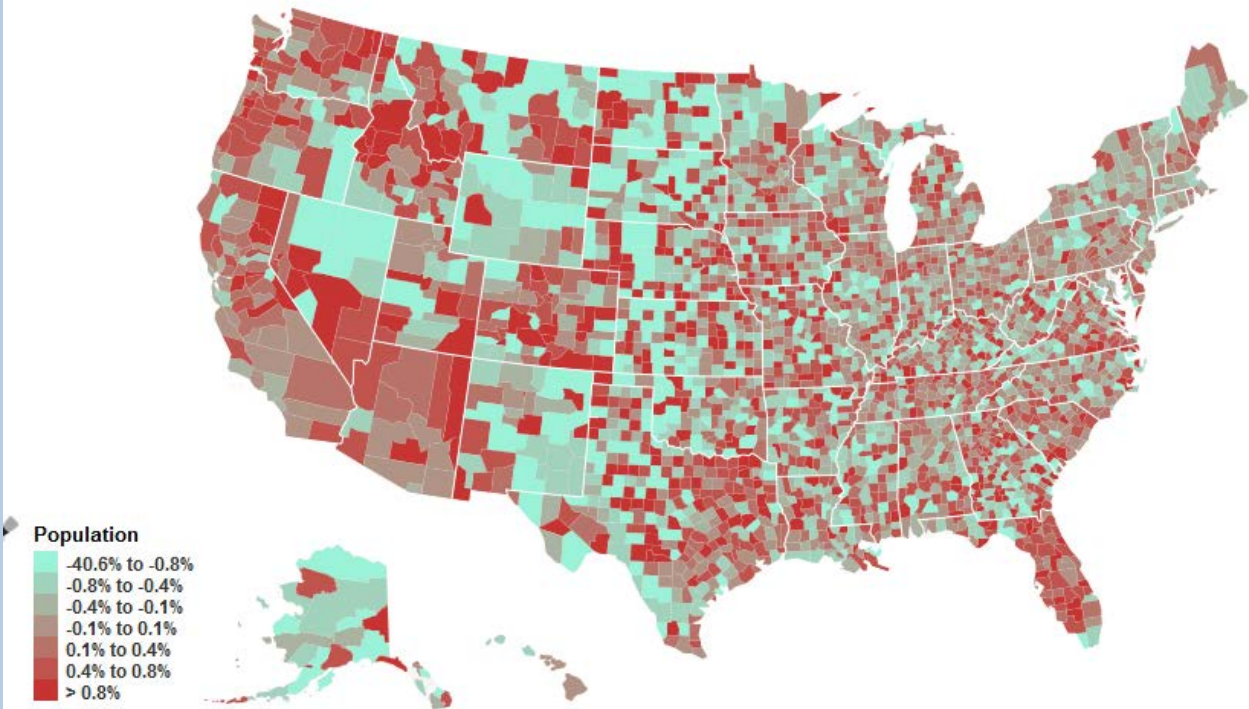 Population
-40.6% to -0.8%
-0.8% to -0.4%
-0.4% to -0.1%
-0.1% to 0.1%
0.1% to 0.4%
0.4% to 0.8%
> 0.8%